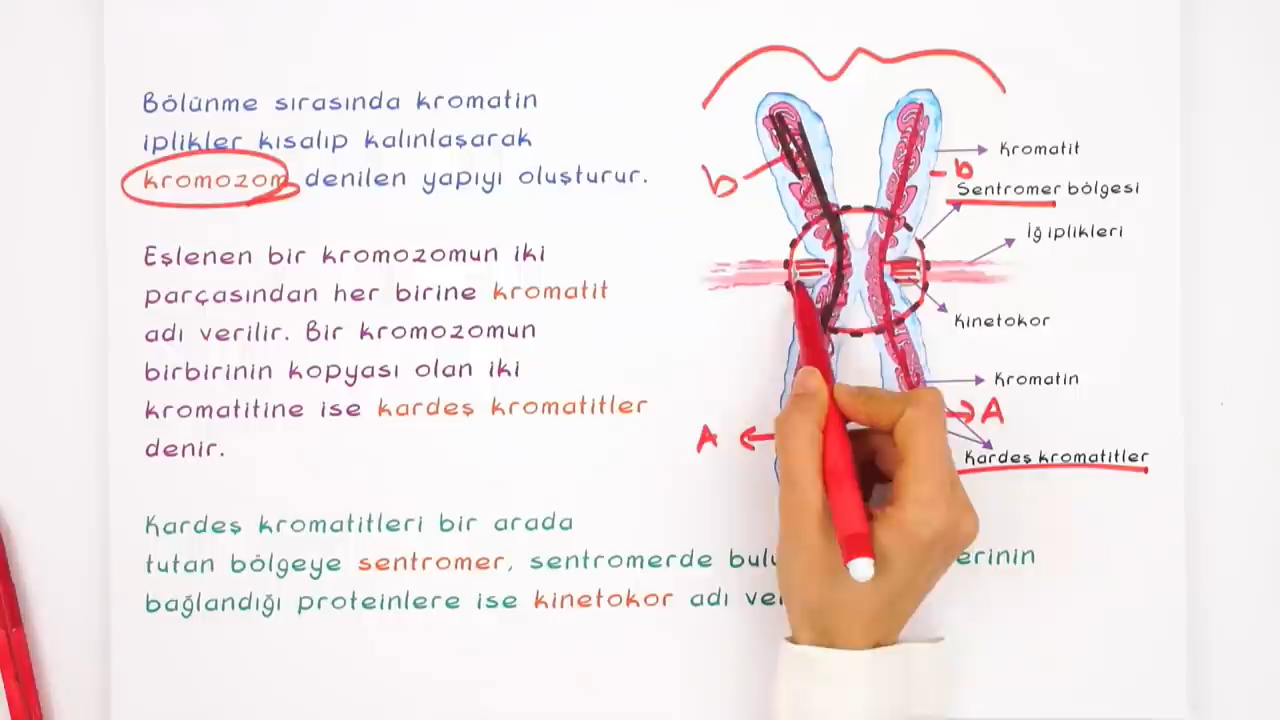 Bölünme sırasında kromatin
iplikler kısalıp kalınlaşarak
kromozom denilen yapıyı oluşturur.
Eşlenen bir kromozomun iki
parçasından her birine kromatit
adı verilir. Bir kromozomun
birbirinin kopyası olan iki
kromatitine ise kardeş kromatitler
denir.
Kardeş kromatitleri bir arada
tutan bölgeye sentromer, sentromerde
bağlandığı proteinlere ise kinetokor adı
Kromatit
b
b
Sentromer bölgesi
İğ iplikleri
Kinetokor
Kromatin
A
A
Kardeş kromatitler